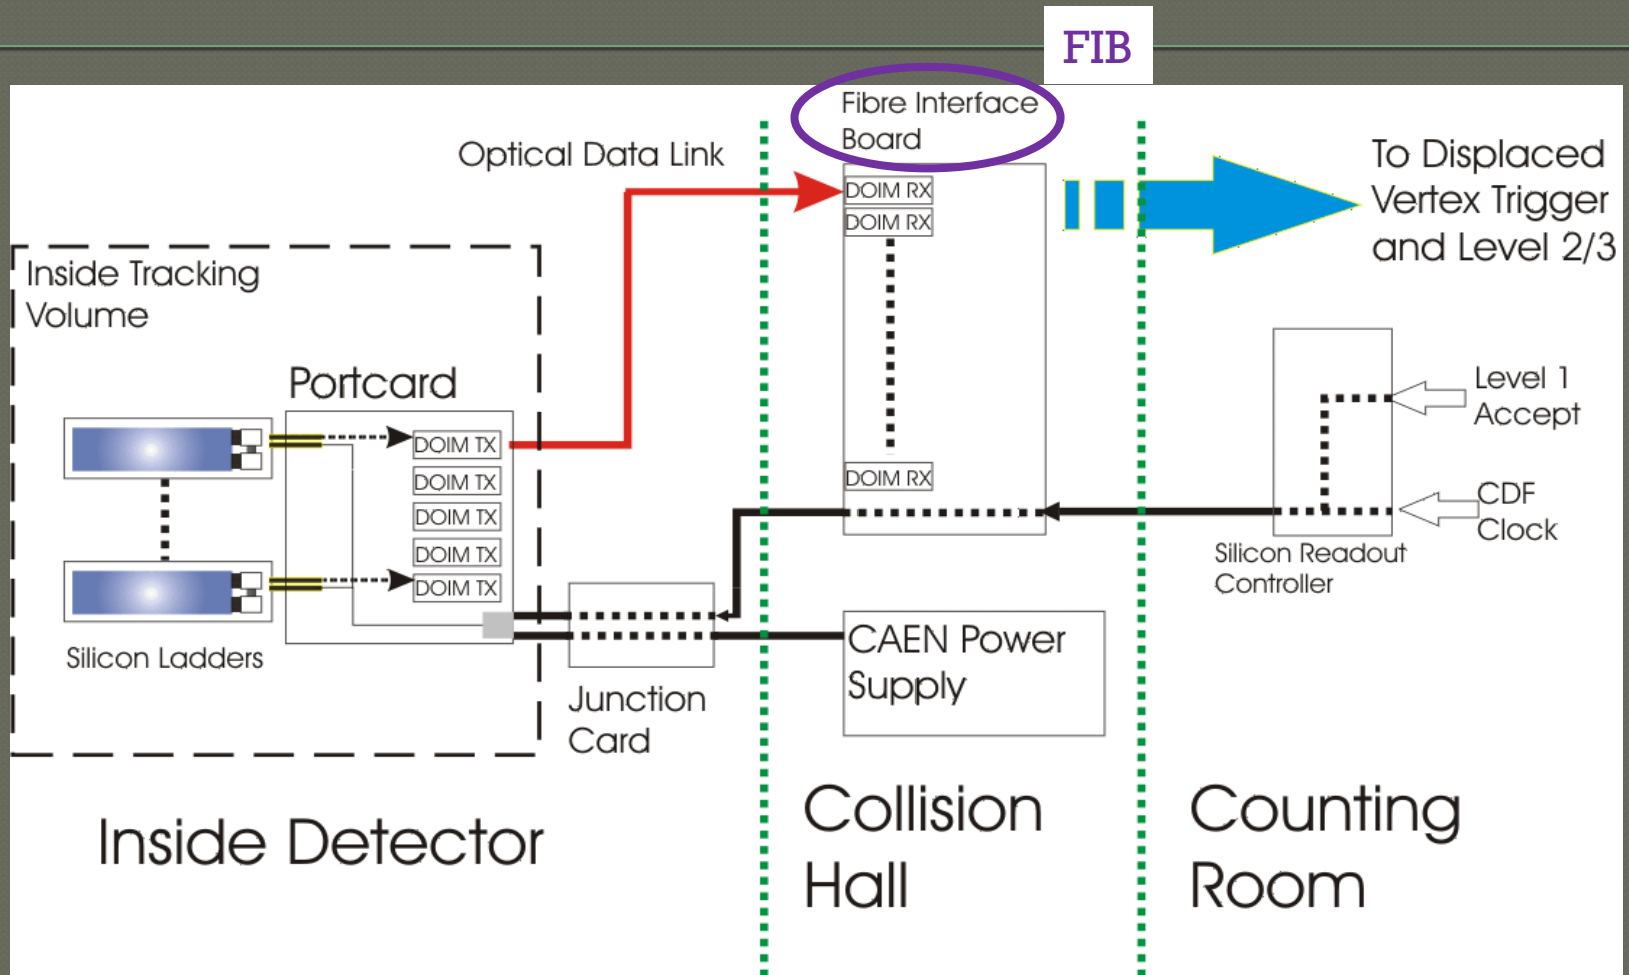 FIB
Fibre Interface
Board
Optical Data Link
To Displaced
Vertex Trigger
and Level 2/3
DOIM RX
DOIM RX
DOIM RX
Inside Tracking
Volume
Portcard
DOIM TX
DOIM TX
DOIM TX
DOIM TX
DOIM TX
Silicon Ladders
Level 1
Accept
CDF
Clock
Silicon Readout
Controller
CAEN Power
Supply
Junction
Card
Inside Detector
Collision
Hall
Counting
Room